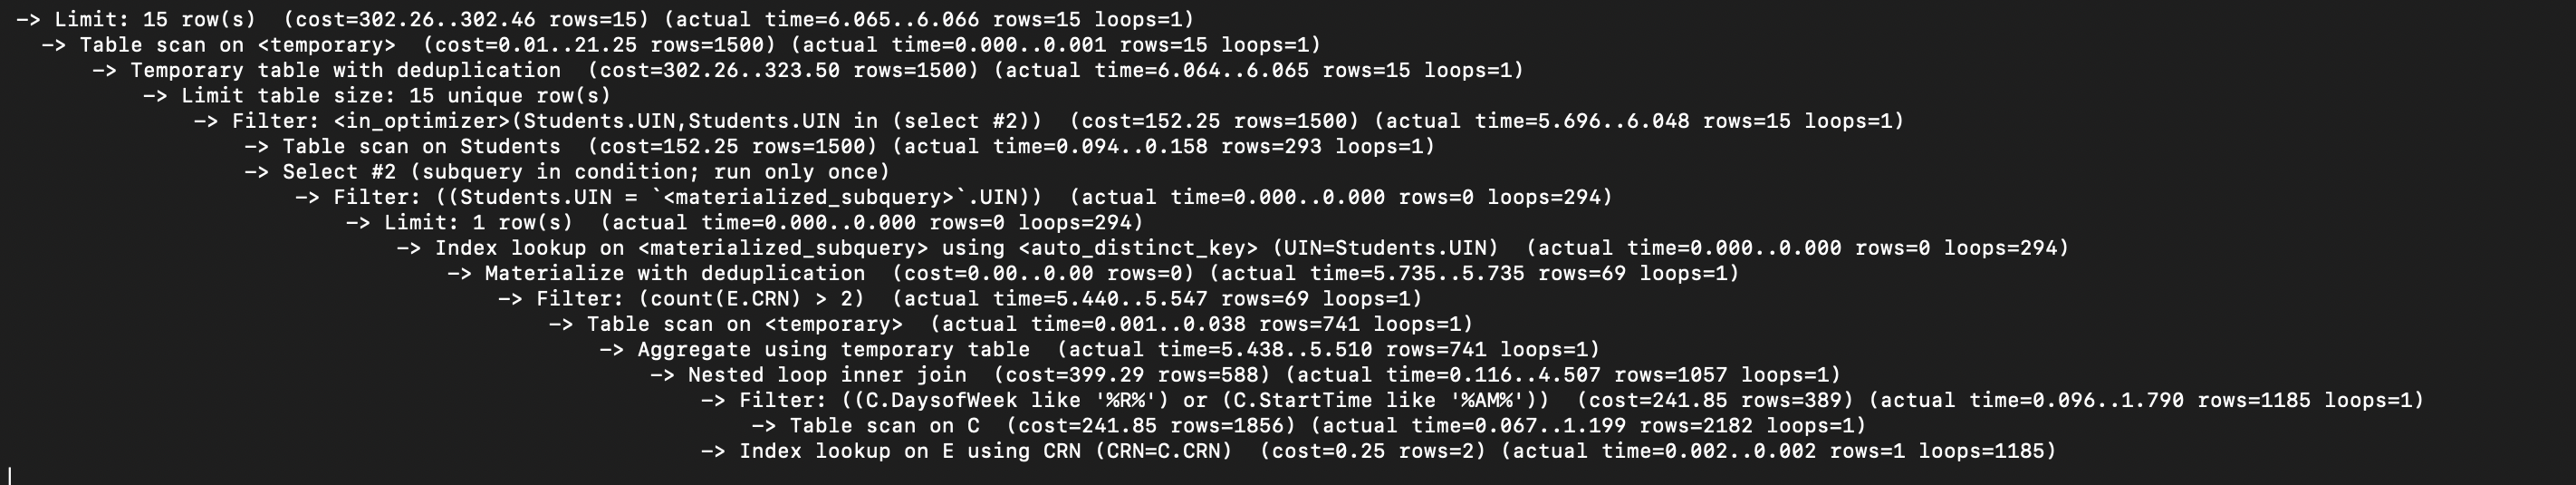 -> Limit: 15 row(s)  (cost=302.26..302.46 rows=15) (actual time=6.065..6.066 rows=15 loops=1)
-> Table scan on <temporary>  (cost=0.01..21.25 rows=1500) (actual time=0.000..0.001 rows=15 loops=1)
-> Temporary table with deduplication  (cost=302.26..323.50 rows=1500) (actual time=6.064..6.065 rows=15 loops=1)
-> Limit table size: 15 unique row(s)
-> Filter: <in_optimizer>(Students.UIN,Students.UIN in (select #2))  (cost=152.25 rows=1500) (actual time=5.696..6.048 rows=15 loops=1)
-> Table scan on Students  (cost=152.25 rows=1500) (actual time=0.094..0.158 rows=293 loops=1)
-> Select #2 (subquery in condition; run only once)
-> Filter: ((Students.UIN = `<materialized_subquery>`.UIN))  (actual time=0.000..0.000 rows=0 loops=294)
-> Limit: 1 row(s)  (actual time=0.000..0.000 rows=0 loops=294)
-> Index lookup on <materialized_subquery> using <auto_distinct_key> (UIN=Students.UIN)  (actual time=0.000..0.000 rows=0 loops=294)
-> Materialize with deduplication  (cost=0.00..0.00 rows=0) (actual time=5.735..5.735 rows=69 loops=1)
-> Filter: (count(E.CRN) > 2)  (actual time=5.440..5.547 rows=69 loops=1)
-> Table scan on <temporary>  (actual time=0.001..0.038 rows=741 loops=1)
-> Aggregate using temporary table  (actual time=5.438..5.510 rows=741 loops=1)
-> Nested loop inner join  (cost=399.29 rows=588) (actual time=0.116..4.507 rows=1057 loops=1)
-> Filter: ((C.DaysofWeek like '%R%') or (C.StartTime like '%AM%'))  (cost=241.85 rows=389) (actual time=0.096..1.790 rows=1185 loops=1)
-> Table scan on C  (cost=241.85 rows=1856) (actual time=0.067..1.199 rows=2182 loops=1)
-> Index lookup on E using CRN (CRN=C.CRN)  (cost=0.25 rows=2) (actual time=0.002..0.002 rows=1 loops=1185)